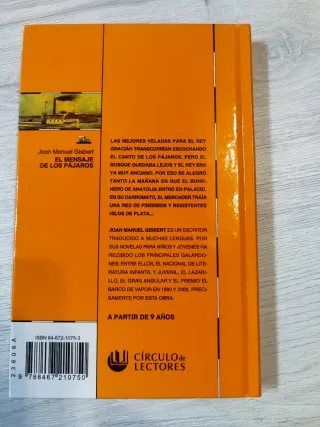 Joan Manuel Gisbert
EL MENSAJE
DE LOS PÁJAROS
LAS MEJORES VELADAS PARA EL REY
GRACIÁN TRANSCURRÍAN ESCUCHANDO
EL CANTO DE LOS PÁJAROS. PERO EL
BOSQUE QUEDABA LEJOS Y EL REY ERA
YA MUY ANCIANO. POR ESO SE ALEGRÓ
TANTO LA MAÑANA EN QUE EL BUHO-
NERO DE ANATOLIA ENTRÓ EN PALACIO.
EN SU CARROMATO, EL MERCADER TRAÍA
UNA RED DE FINÍSIMOS Y RESISTENTES
HILOS DE PLATA...
JOAN MANUEL GISBERT ES UN ESCRITOR
TRADUCIDO A MUCHAS LENGUAS. POR
SUS NOVELAS PARA NIÑOS Y JÓVENES HA
RECIBIDO LOS PRINCIPALES GALARDO-
NES; ENTRE ELLOS, EL NACIONAL DE LITE-
RATURA INFANTIL Y JUVENIL, EL LAZARI-
LLO, EL GRAN ANGULAR Y EL PREMIO EL
BARCO DE VAPOR EN 1990 Y 2000, PRECI-
SAMENTE POR ESTA OBRA.
A PARTIR DE 9 AÑOS
CÍRCULO de
LECTORES
ISBN 84-672-1075-3
23606A
9 788467 210750